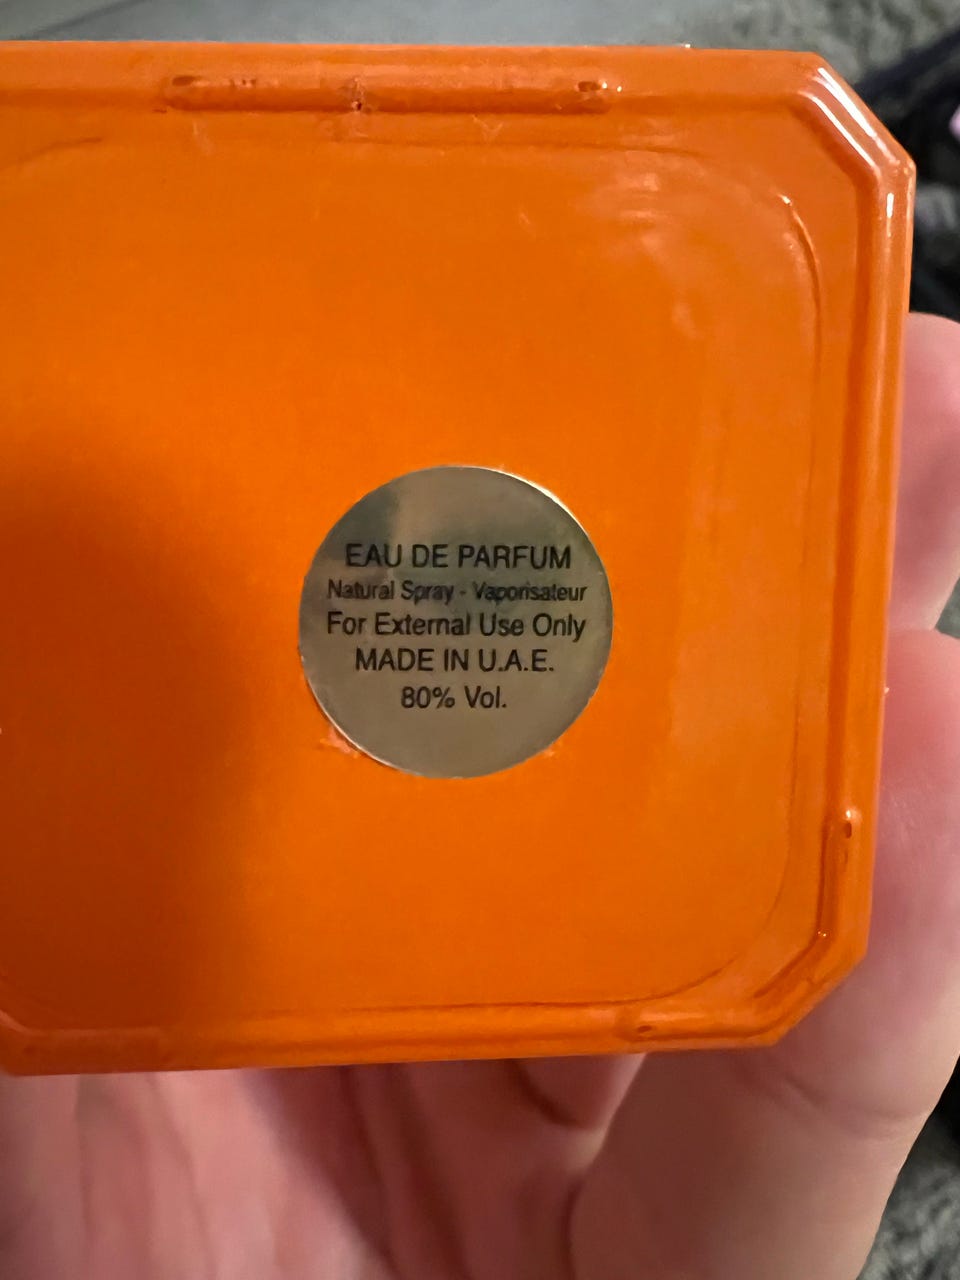 EAU DE PARFUM
Natural Spray - Vaporisateur
For External Use Only
MADE IN U.A.E.
80% Vol.